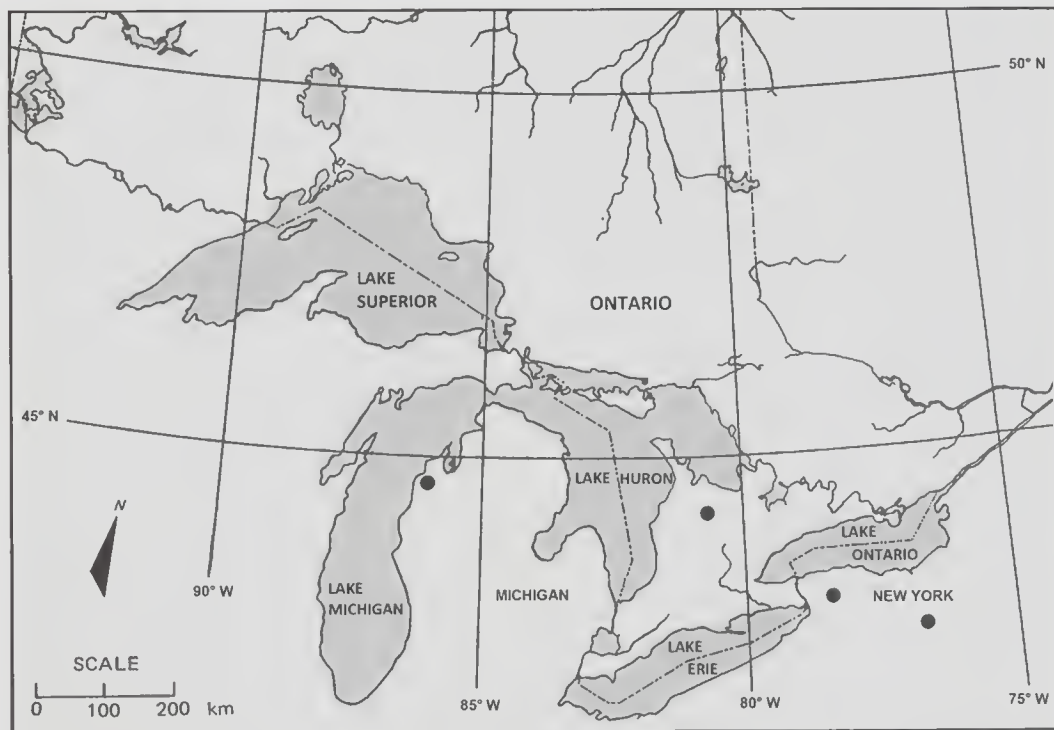 50° N
LAKE
SUPERIOR
ONTARIO
45° N
LAKE HURON
N
LAKE
ONTARIO
90° W
LAKE
MICHIGAN
MICHIGAN
NEW YORK
LAKE
ERIE
SCALE
0 100 200 km
85° W
80° W
75° W